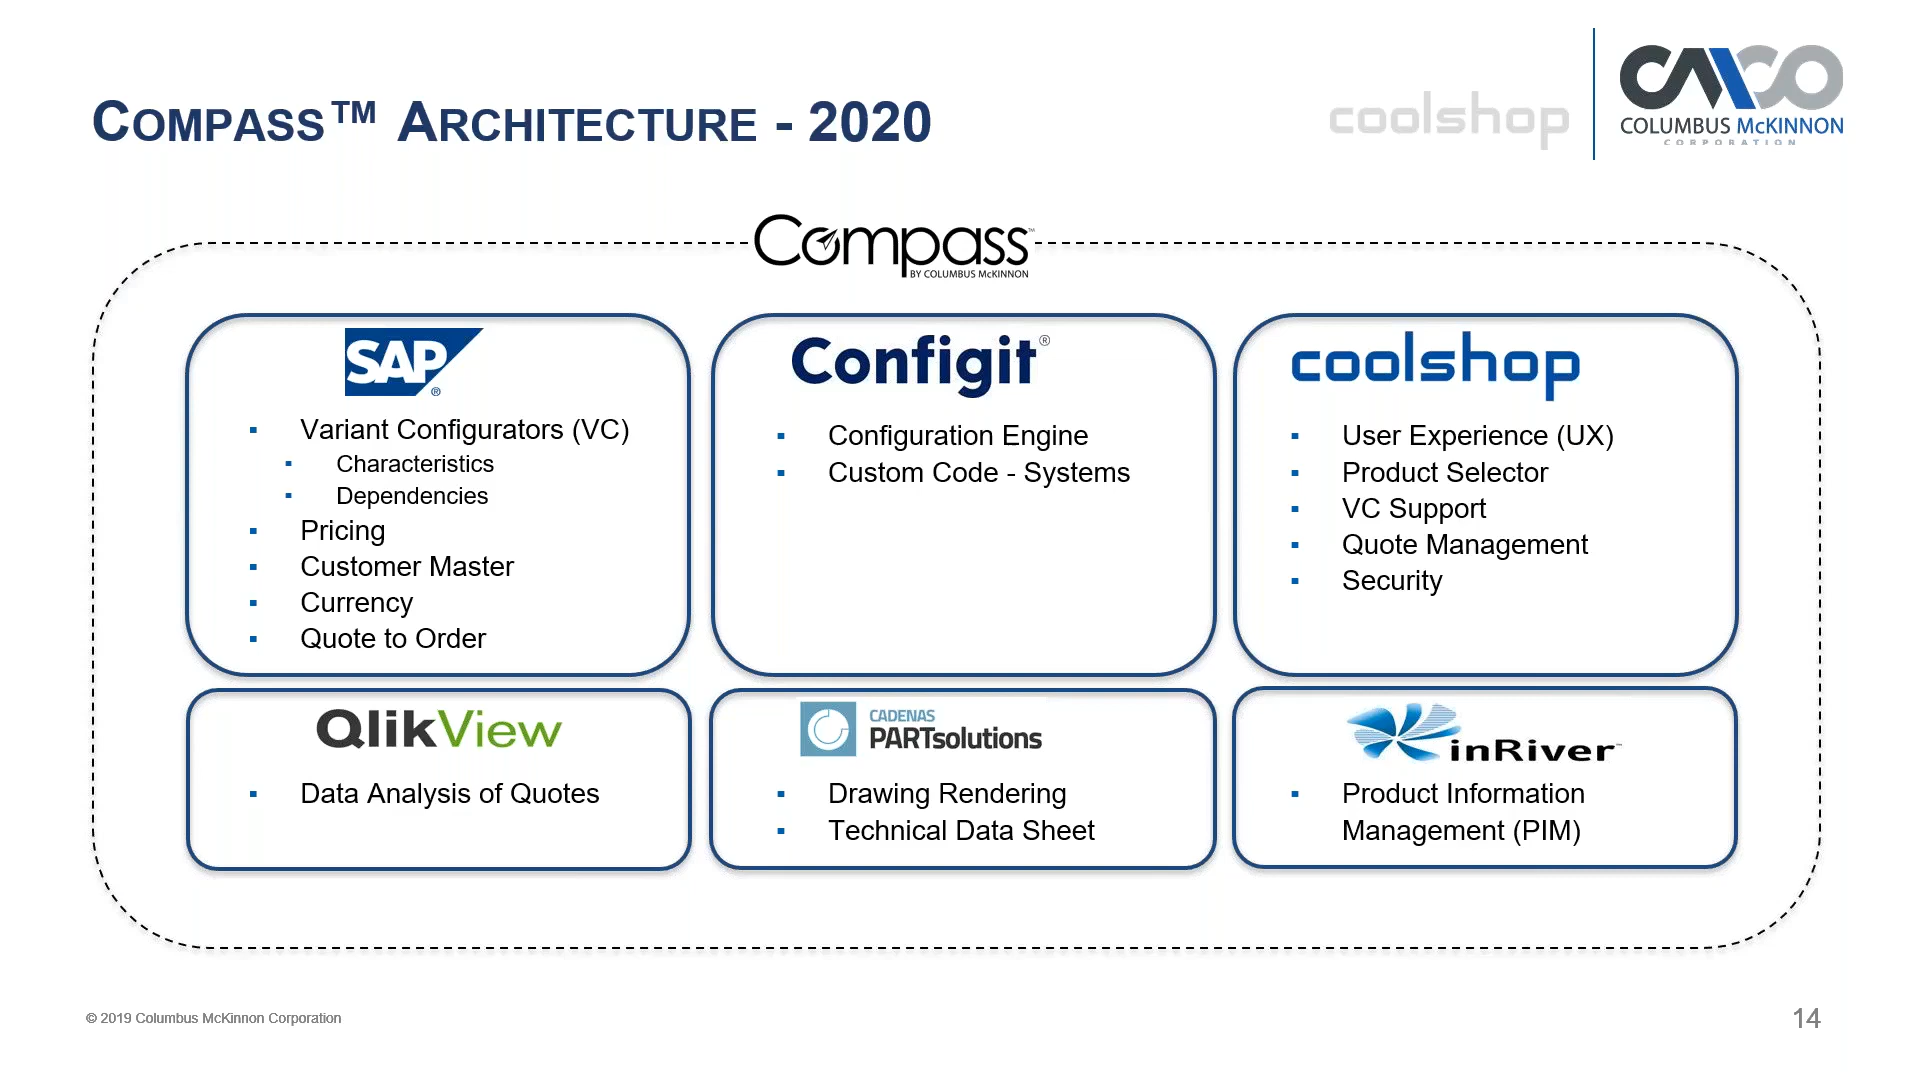 COMPASS™ ARCHITECTURE - 2020
coolshop
CMCO
COLUMBUS McKINNON
CORPORATION
Compass™
BY COLUMBUS McKINNON
SAP®
▪ Variant Configurators (VC)
▪ Characteristics
▪ Dependencies
▪ Pricing
▪ Customer Master
▪ Currency
▪ Quote to Order
Configit®
▪ Configuration Engine
▪ Custom Code - Systems
coolshop
▪ User Experience (UX)
▪ Product Selector
▪ VC Support
▪ Quote Management
▪ Security
QlikView
▪ Data Analysis of Quotes
CADENAS
PARTsolutions
▪ Drawing Rendering
▪ Technical Data Sheet
inRiver™
▪ Product Information
Management (PIM)
© 2019 Columbus McKinnon Corporation
14